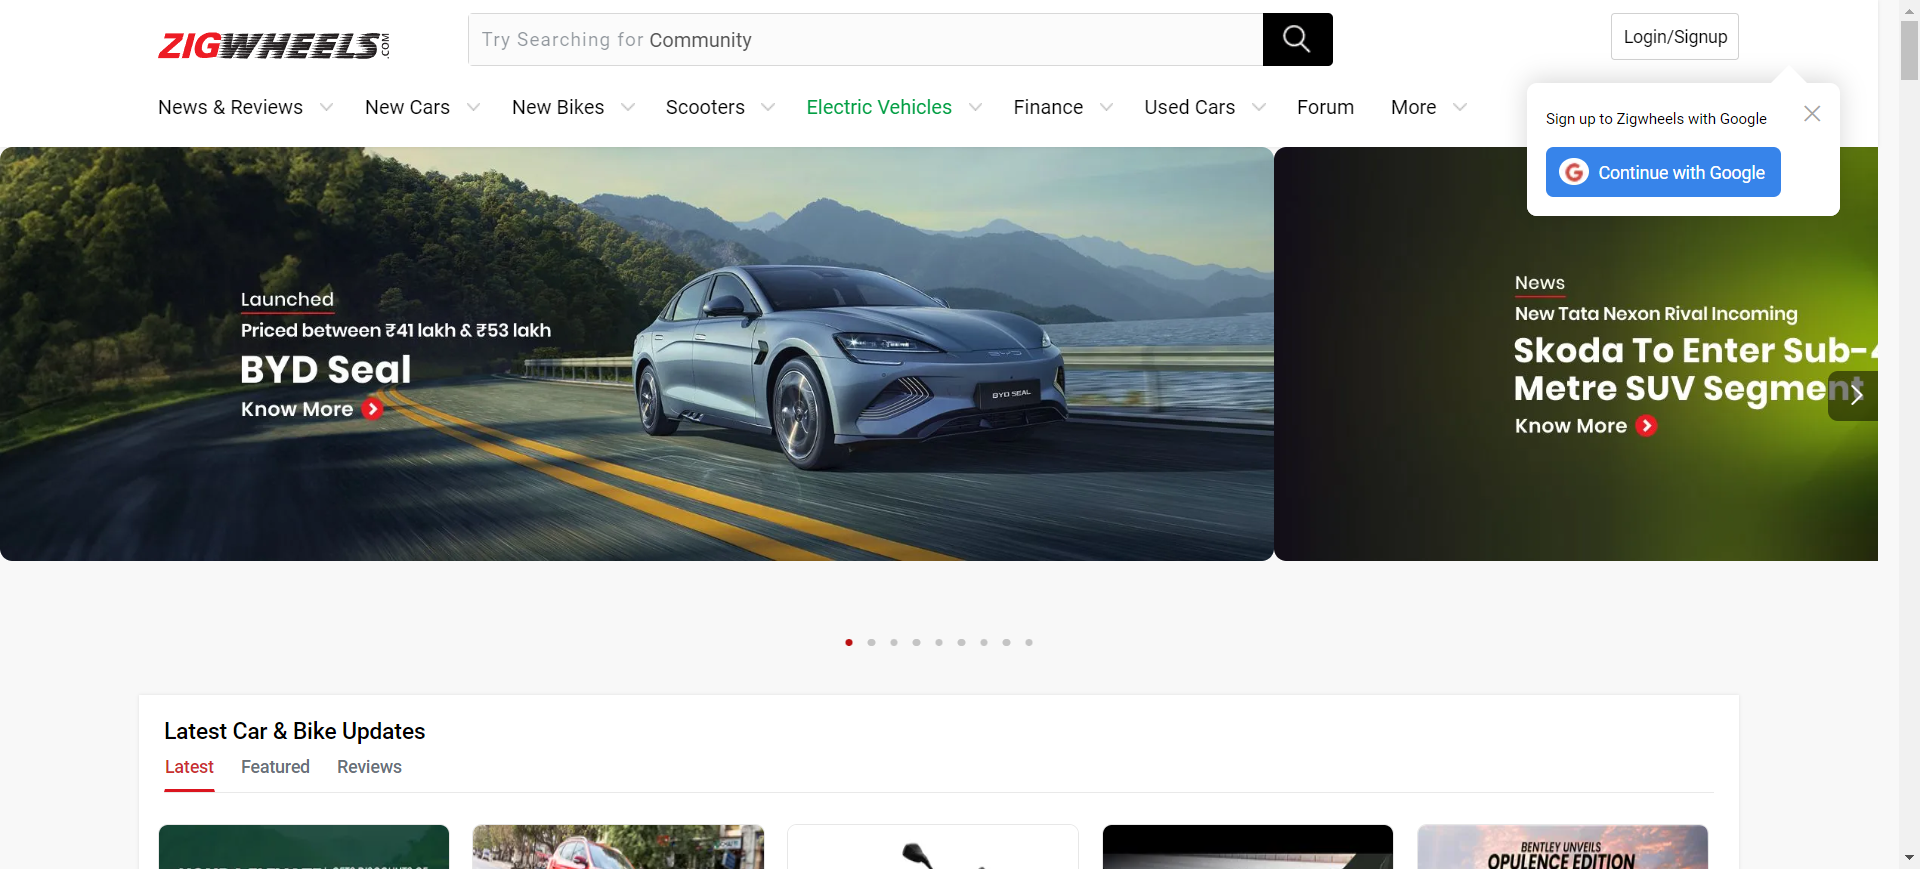 ZIGWHEELS.COM
Try Searching for Community
Login/Signup
News & Reviews
New Cars
New Bikes
Scooters
Electric Vehicles
Finance
Used Cars
Forum
More
Sign up to Zigwheels with Google
Continue with Google
Launched
Priced between ₹41 lakh & ₹53 lakh
BYD Seal
Know More
BYD
BYD SEAL
News
New Tata Nexon Rival Incoming
Skoda To Enter Sub-4
Metre SUV Segment
Know More
Latest Car & Bike Updates
Latest
Featured
Reviews
BENTLEY UNVEILS
OPULENCE EDITION